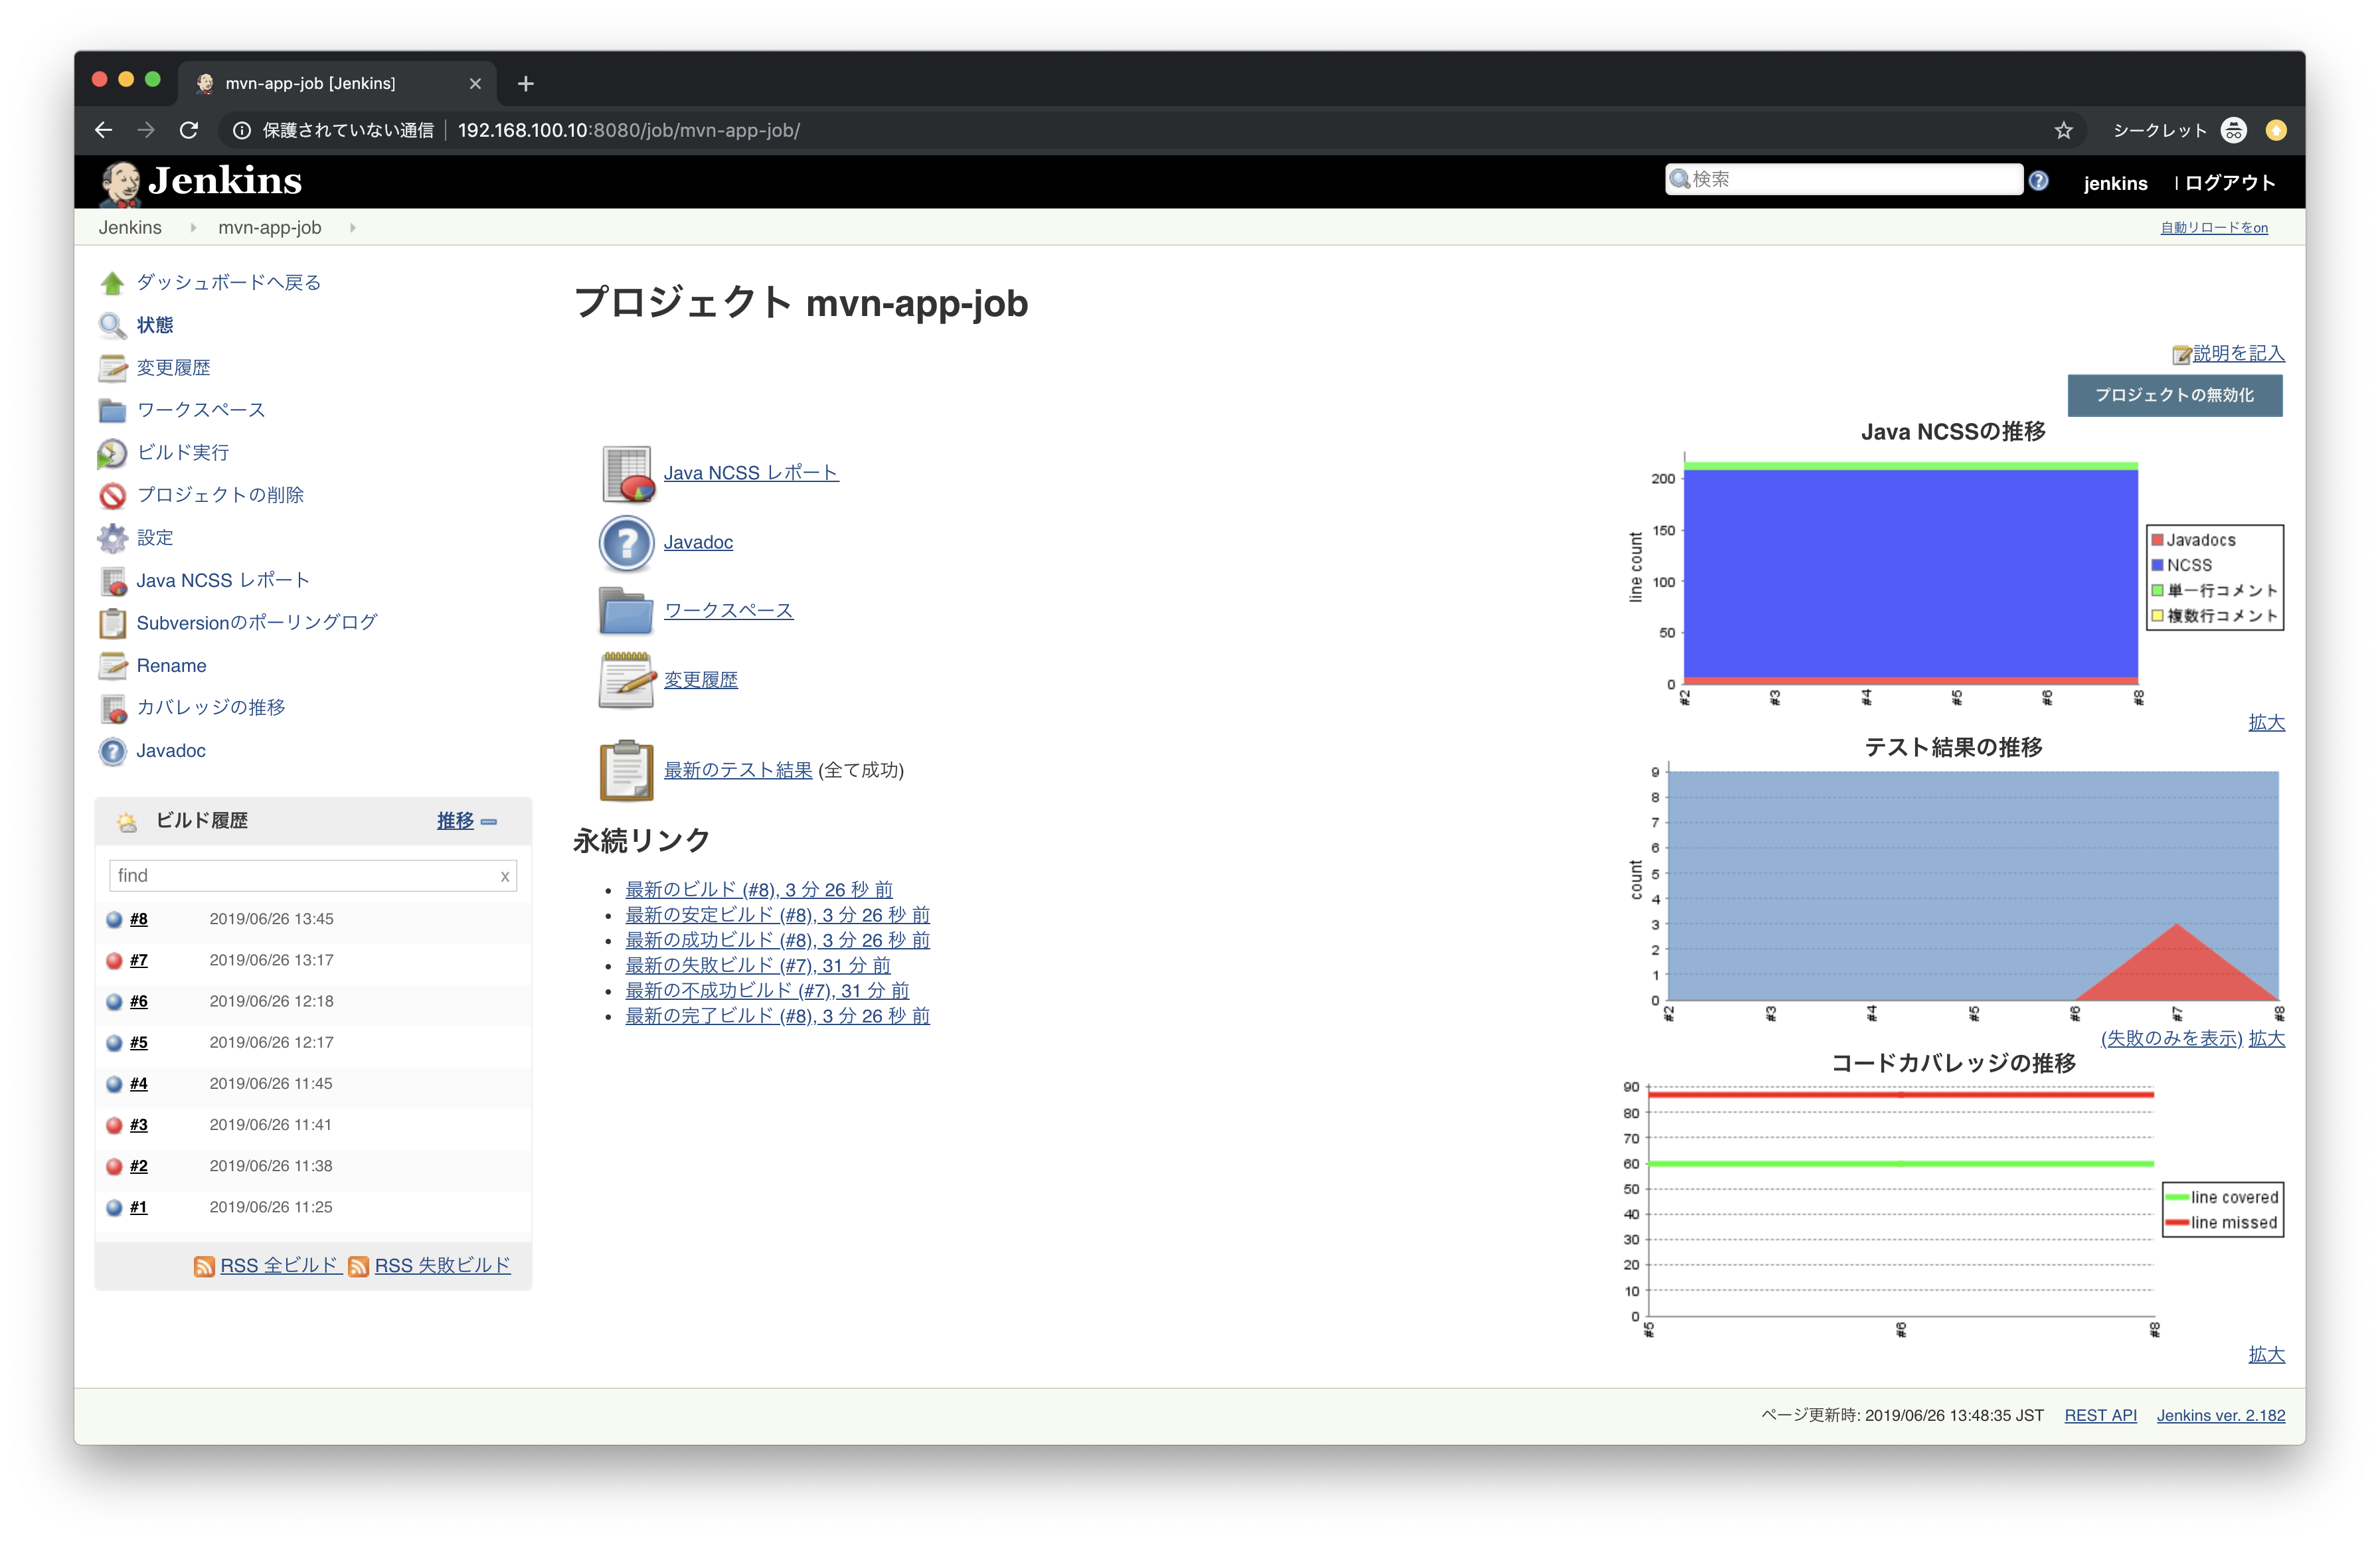 mvn-app-job [Jenkins]
保護されていない通信 192.168.100.10:8080/job/mvn-app-job/
シークレット
Jenkins
検索
jenkins
| ログアウト
Jenkins
mvn-app-job
自動リロードをon
ダッシュボードへ戻る
状態
変更履歴
ワークスペース
ビルド実行
プロジェクトの削除
設定
Java NCSS レポート
Subversionのポーリングログ
Rename
カバレッジの推移
Javadoc
ビルド履歴 推移
find x
#8 2019/06/26 13:45
#7 2019/06/26 13:17
#6 2019/06/26 12:18
#5 2019/06/26 12:17
#4 2019/06/26 11:45
#3 2019/06/26 11:41
#2 2019/06/26 11:38
#1 2019/06/26 11:25
RSS 全ビルド RSS 失敗ビルド
プロジェクト mvn-app-job
説明を記入
プロジェクトの無効化
Java NCSS レポート
Javadoc
ワークスペース
変更履歴
最新のテスト結果 (全て成功)
永続リンク
最新のビルド (#8), 3 分 26 秒 前
最新の安定ビルド (#8), 3 分 26 秒 前
最新の成功ビルド (#8), 3 分 26 秒 前
最新の失敗ビルド (#7), 31 分 前
最新の不成功ビルド (#7), 31 分 前
最新の完了ビルド (#8), 3 分 26 秒 前
Java NCSSの推移
200
150
100
50
0
line count
#2 #3 #4 #5 #6 #8
Javadocs
NCSS
単一行コメント
複数行コメント
拡大
テスト結果の推移
9
8
7
6
5
4
3
2
1
0
count
#2 #3 #4 #5 #6 #7 #8
(失敗のみを表示) 拡大
コードカバレッジの推移
90
80
70
60
50
40
30
20
10
0
#5 #6 #8
line covered
line missed
拡大
ページ更新時: 2019/06/26 13:48:35 JST REST API Jenkins ver. 2.182